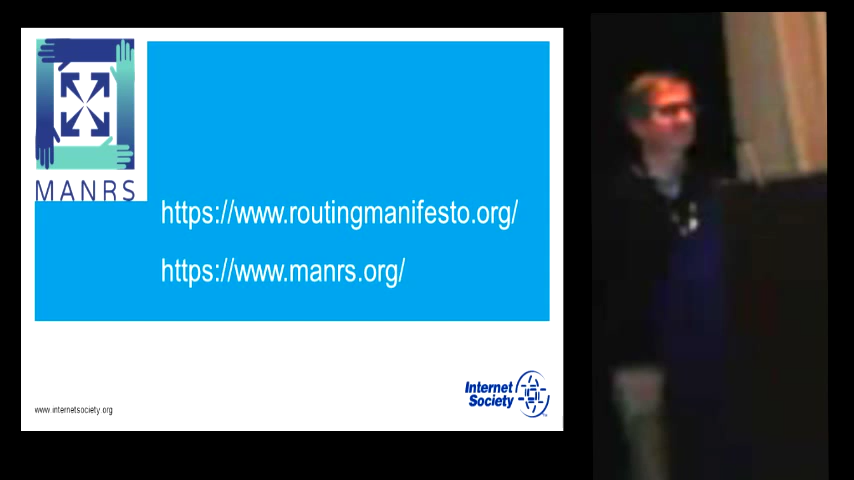 MANRS
https://www.routingmanifesto.org/
https://www.manrs.org/
Internet
Society
www.internetsociety.org